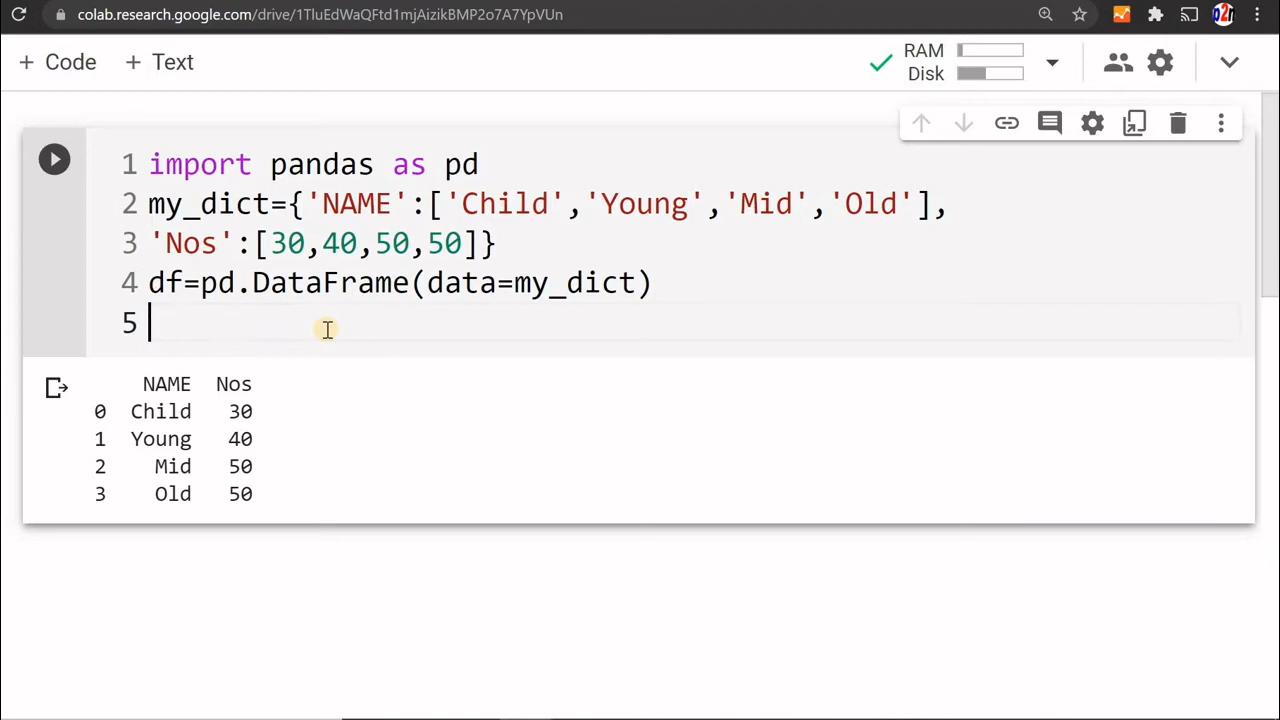 colab.research.google.com/drive/1TluEdWaQFtd1mjAizikBMP2o7A7YpVUn
+ Code + Text
RAM
Disk
1 import pandas as pd
2 my_dict={'NAME':['Child','Young','Mid','Old'],
3 'Nos':[30,40,50,50]}
4 df=pd.DataFrame(data=my_dict)
5
NAME Nos
0 Child 30
1 Young 40
2 Mid 50
3 Old 50